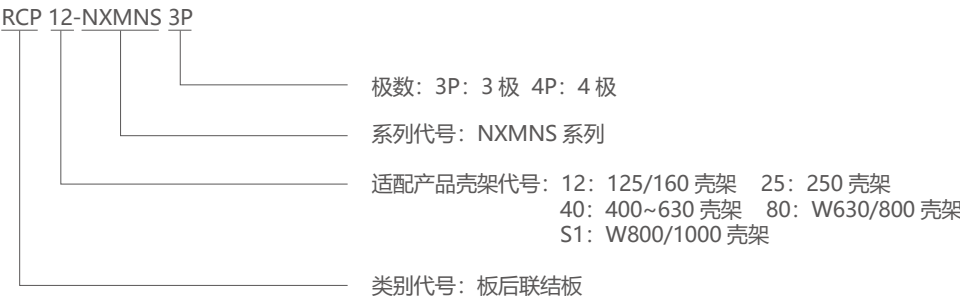 RCP 12-NXMNS 3P
极数：3P：3 极  4P：4 极
系列代号：NXMNS 系列
适配产品壳架代号：12：125/160 壳架  25：250 壳架
40：400~630 壳架  80：W630/800 壳架
S1：W800/1000 壳架
类别代号：板后联结板